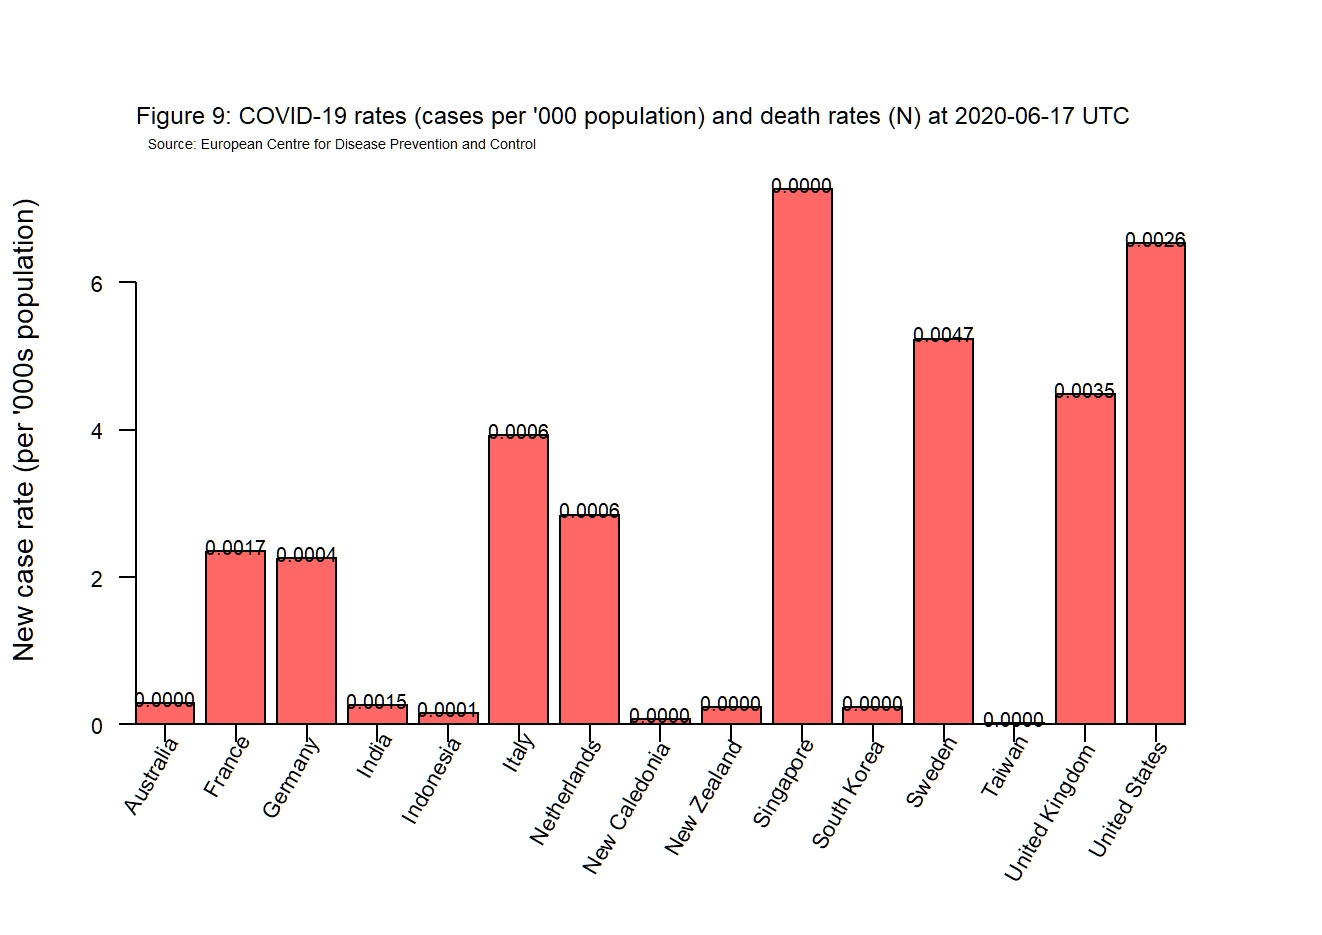 Figure 9: COVID-19 rates (cases per '000 population) and death rates (N) at 2020-06-17 UTC
Source: European Centre for Disease Prevention and Control
New case rate (per '000s population)
6
4
2
0
0.0000
0.0017
0.0004
0.0015
0.0001
0.0006
0.0006
0.0000
0.0000
0.0000
0.0000
0.0047
0.0000
0.0035
0.0026
Australia
France
Germany
India
Indonesia
Italy
Netherlands
New Caledonia
New Zealand
Singapore
South Korea
Sweden
Taiwan
United Kingdom
United States